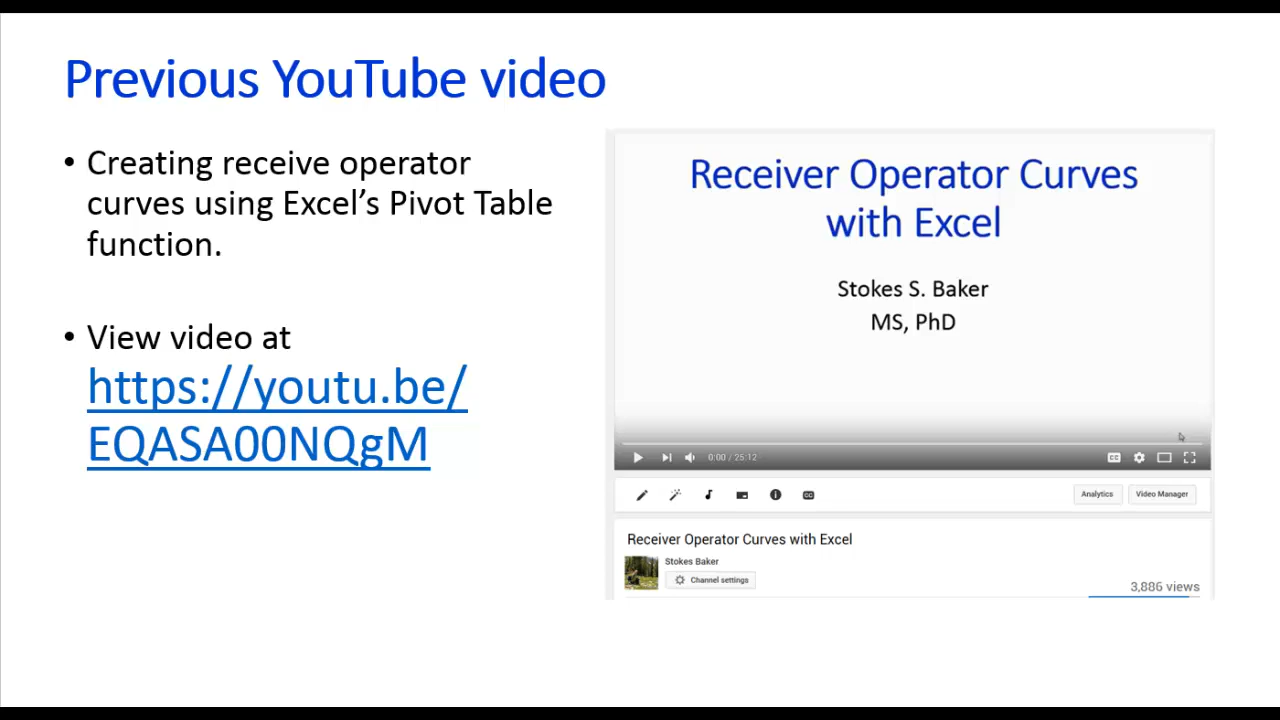 Previous YouTube video
• Creating receive operator
curves using Excel’s Pivot Table
function.
• View video at
https://youtu.be/
EQASA00NQgM
Receiver Operator Curves
with Excel
Stokes S. Baker
MS, PhD
0:00 / 25:12
CC
CC
Analytics
Video Manager
Receiver Operator Curves with Excel
Stokes Baker
Channel settings
3,886 views